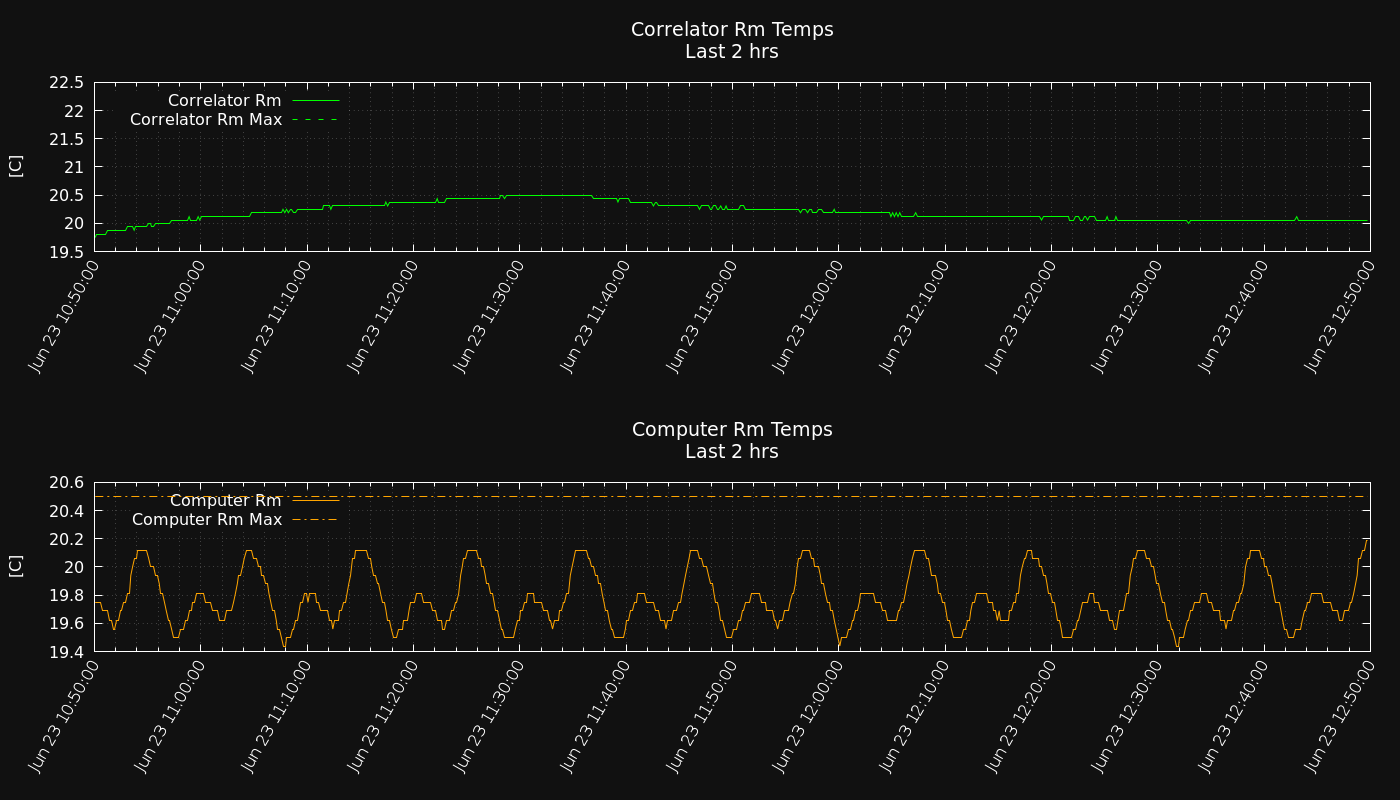 Correlator Rm Temps
Last 2 hrs
22.5
22
21.5
21
20.5
20
19.5
[C]
Correlator Rm
Correlator Rm Max
Jun 23 10:50:00
Jun 23 11:00:00
Jun 23 11:10:00
Jun 23 11:20:00
Jun 23 11:30:00
Jun 23 11:40:00
Jun 23 11:50:00
Jun 23 12:00:00
Jun 23 12:10:00
Jun 23 12:20:00
Jun 23 12:30:00
Jun 23 12:40:00
Jun 23 12:50:00
Computer Rm Temps
Last 2 hrs
20.6
20.4
20.2
20
19.8
19.6
19.4
[C]
Computer Rm
Computer Rm Max
Jun 23 10:50:00
Jun 23 11:00:00
Jun 23 11:10:00
Jun 23 11:20:00
Jun 23 11:30:00
Jun 23 11:40:00
Jun 23 11:50:00
Jun 23 12:00:00
Jun 23 12:10:00
Jun 23 12:20:00
Jun 23 12:30:00
Jun 23 12:40:00
Jun 23 12:50:00